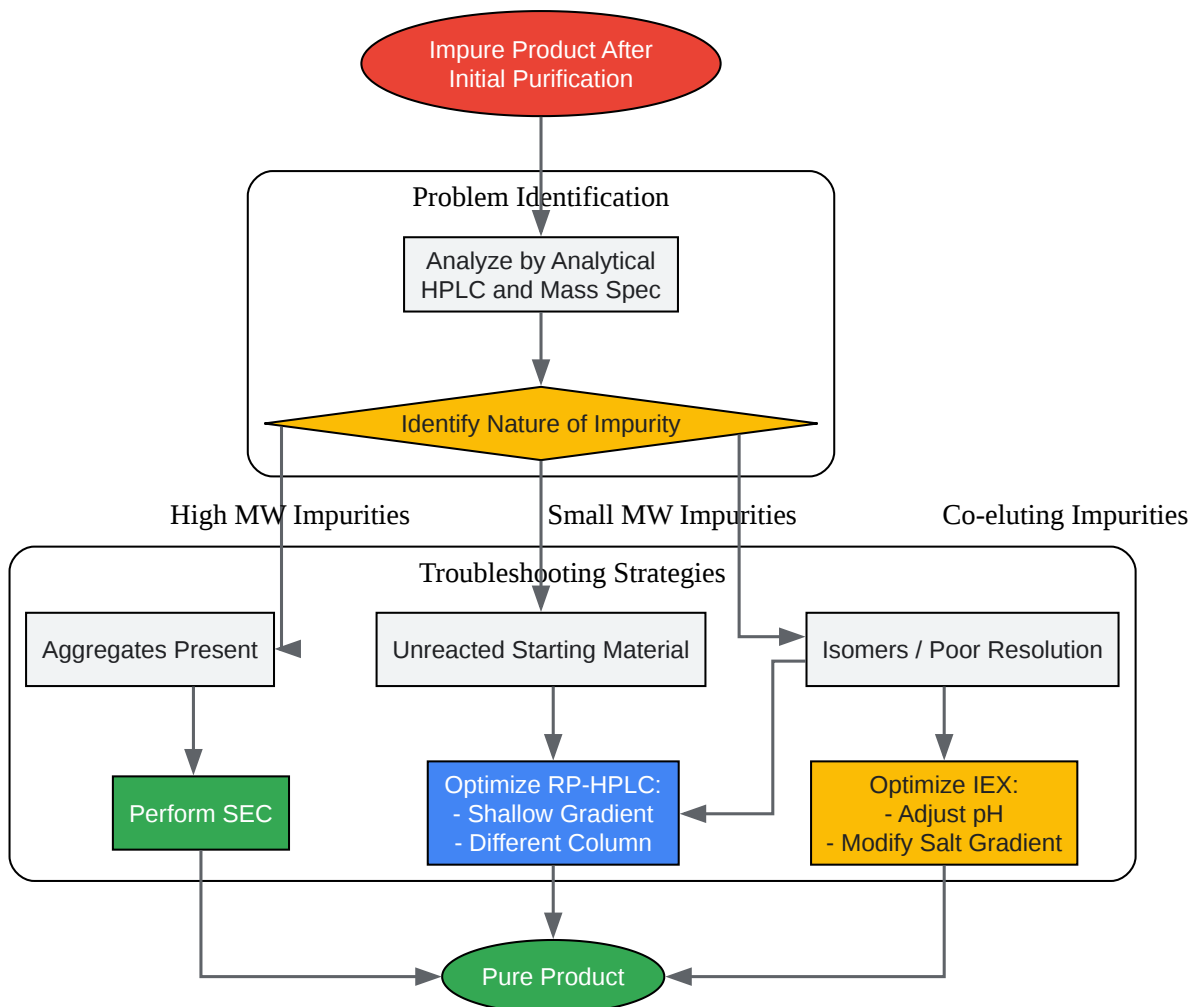 Impure Product After
Initial Purification
Problem Identification
Analyze by Analytical
HPLC and Mass Spec
Identify Nature of Impurity
High MW Impurities
Small MW Impurities
Co-eluting Impurities
Troubleshooting Strategies
Aggregates Present
Unreacted Starting Material
Isomers / Poor Resolution
Perform SEC
Optimize RP-HPLC:
- Shallow Gradient
- Different Column
Optimize IEX:
- Adjust pH
- Modify Salt Gradient
Pure Product